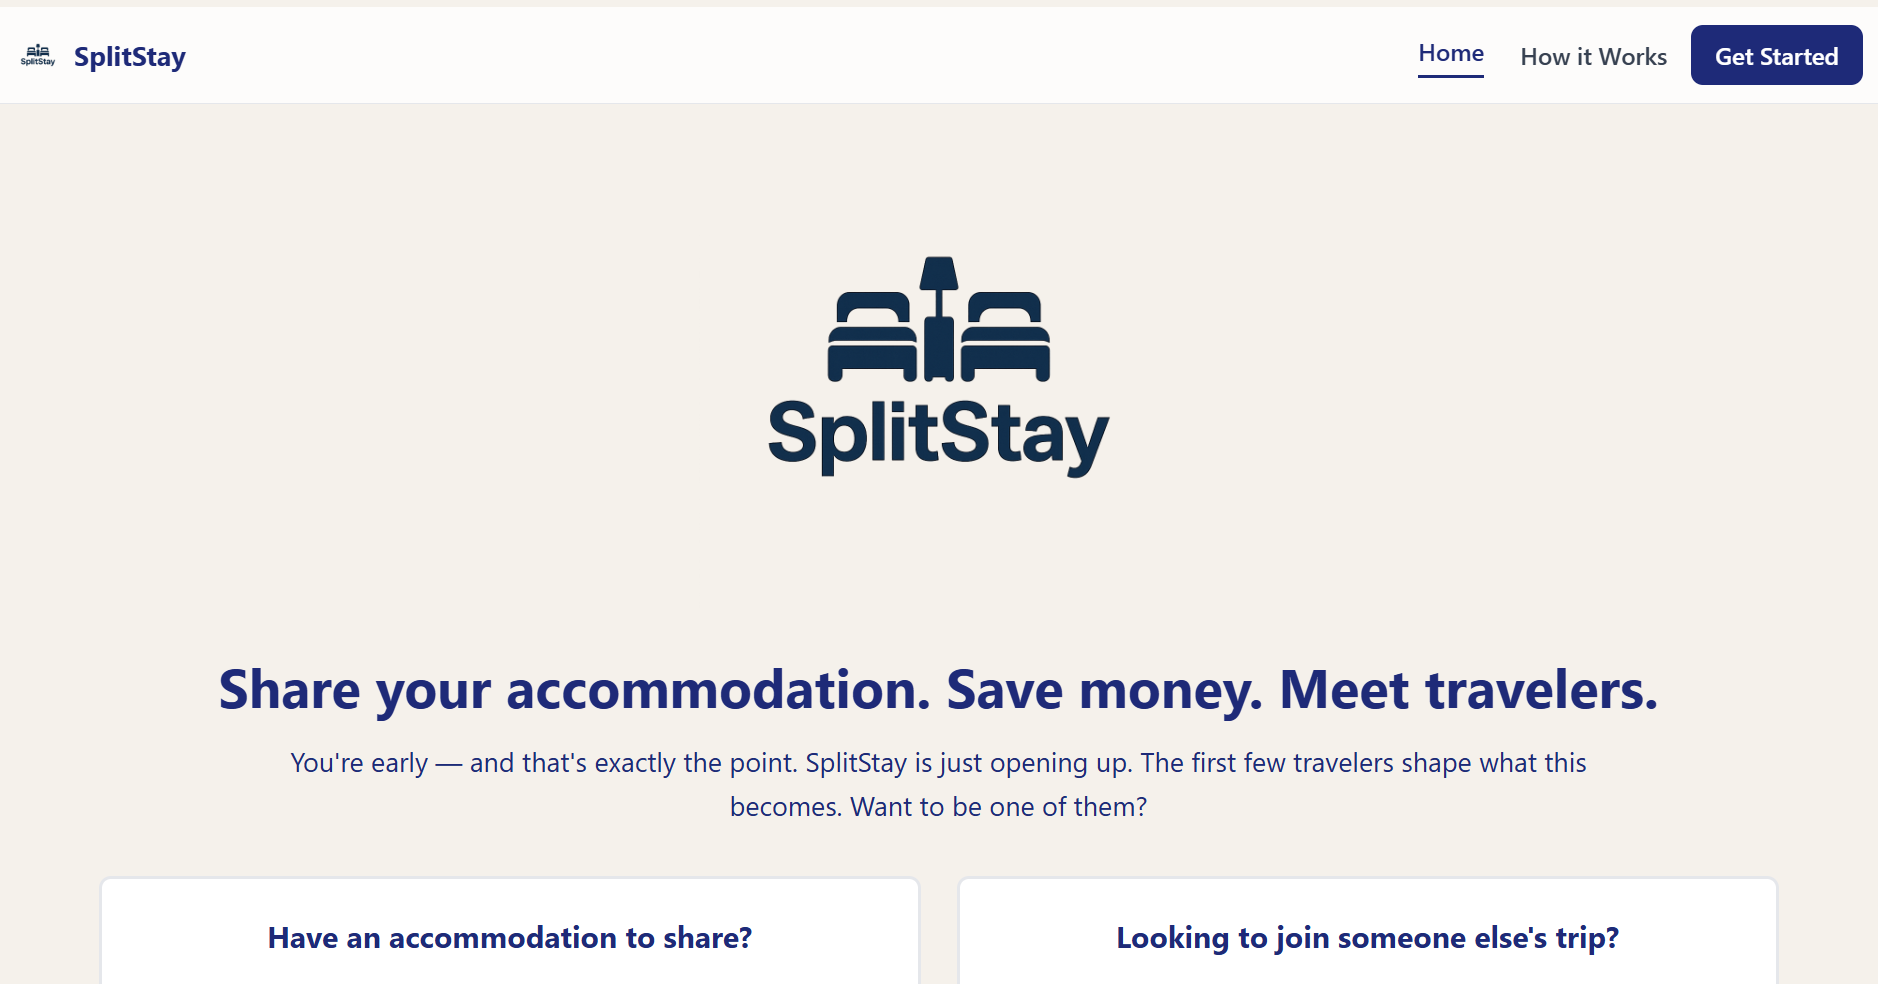 SplitStay
SplitStay
Home
How it Works
Get Started
SplitStay
Share your accommodation. Save money. Meet travelers.
You're early — and that's exactly the point. SplitStay is just opening up. The first few travelers shape what this
becomes. Want to be one of them?
Have an accommodation to share?
Looking to join someone else's trip?